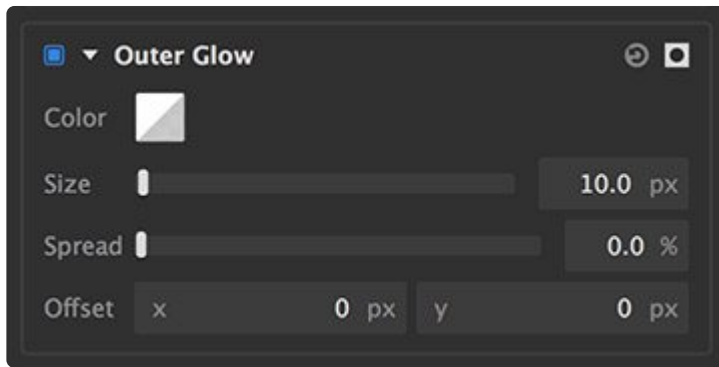 Outer Glow
Color
Size 10.0 px
Spread 0.0 %
Offset x 0 px y 0 px